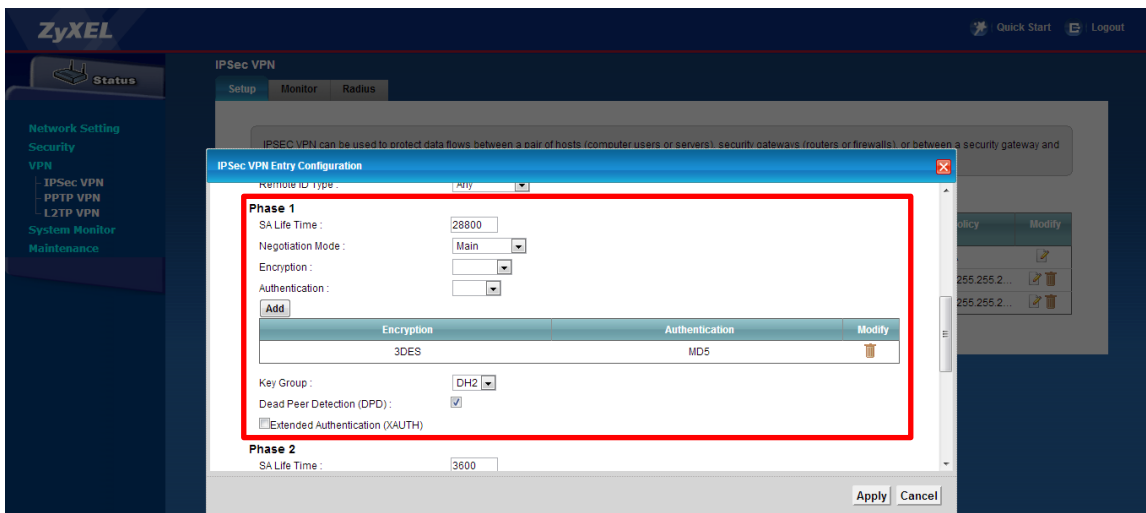 ZyXEL
Quick Start
Logout
Status
IPSec VPN
Setup Monitor Radius
Network Setting
Security
VPN
IPSec VPN
PPTP VPN
L2TP VPN
System Monitor
Maintenance
IPSEC VPN can be used to protect data flows between a pair of hosts (computer users or servers), security gateways (routers or firewalls), or between a security gateway and
IPSec VPN Entry Configuration
Remote ID Type : Any
Phase 1
SA Life Time : 28800
Negotiation Mode : Main
Encryption :
Authentication :
Add
Encryption Authentication Modify
3DES MD5
Key Group : DH2
Dead Peer Detection (DPD) :
Extended Authentication (XAUTH)
Phase 2
SA Life Time : 3600
Apply Cancel
olicy Modify
255.255.2...
255.255.2...